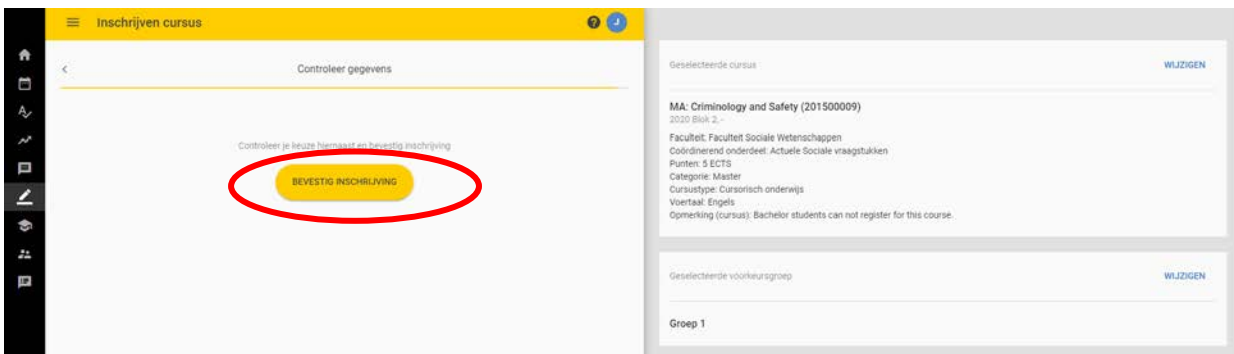 Inschrijven cursus
J
Controleer gegevens
Controleer je keuze hiernaast en bevestig inschrijving
BEVESTIG INSCHRIJVING
Geselecteerde cursus
WIJZIGEN
MA: Criminology and Safety (201500009)
2020 Blok 2, -
Faculteit: Faculteit Sociale Wetenschappen
Coördinerend onderdeel: Actuele Sociale vraagstukken
Punten: 5 ECTS
Categorie: Master
Cursustype: Cursorisch onderwijs
Voertaal: Engels
Opmerking (cursus): Bachelor students can not register for this course.
Geselecteerde voorkeursgroep
WIJZIGEN
Groep 1